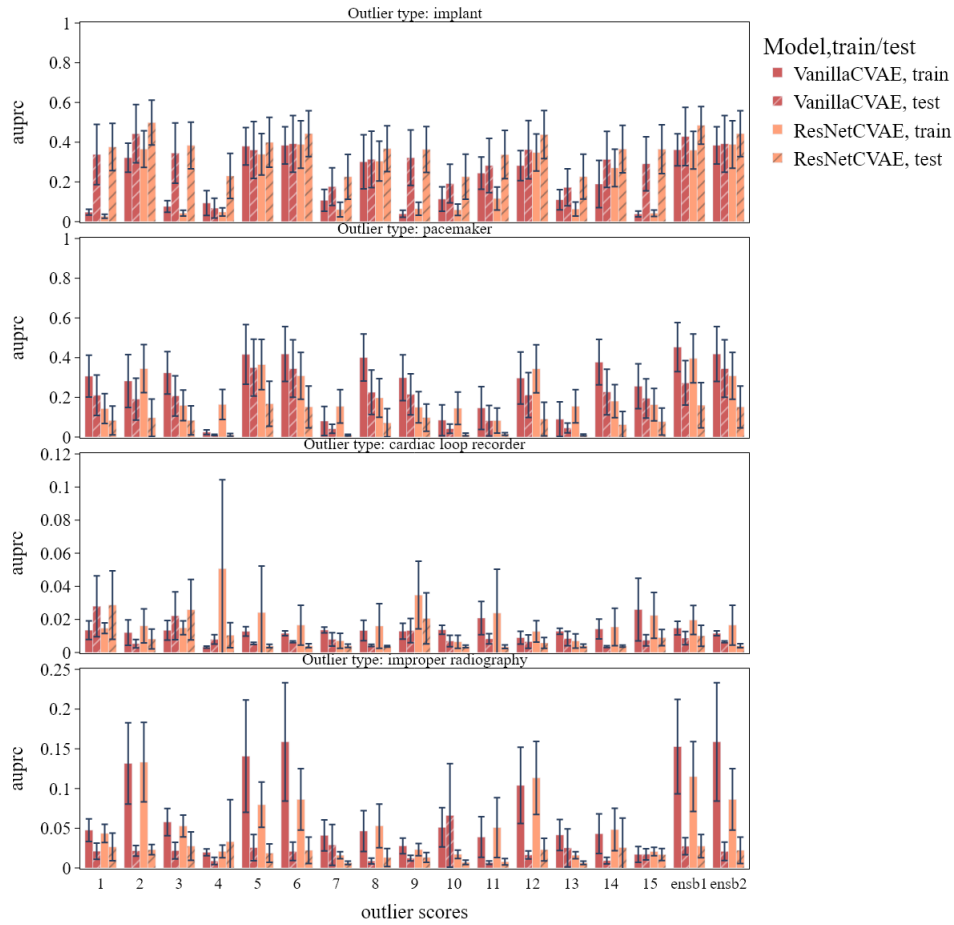 Outlier type: implant
1
0.8
0.6
0.4
0.2
0
auprc
Model,train/test
VanillaCVAE, train
VanillaCVAE, test
ResNetCVAE, train
ResNetCVAE, test
Outlier type: pacemaker
1
0.8
0.6
0.4
0.2
0
auprc
Outlier type: cardiac loop recorder
0.12
0.1
0.08
0.06
0.04
0.02
0
auprc
Outlier type: improper radiography
0.25
0.2
0.15
0.1
0.05
0
auprc
1 2 3 4 5 6 7 8 9 10 11 12 13 14 15 ensb1 ensb2
outlier scores